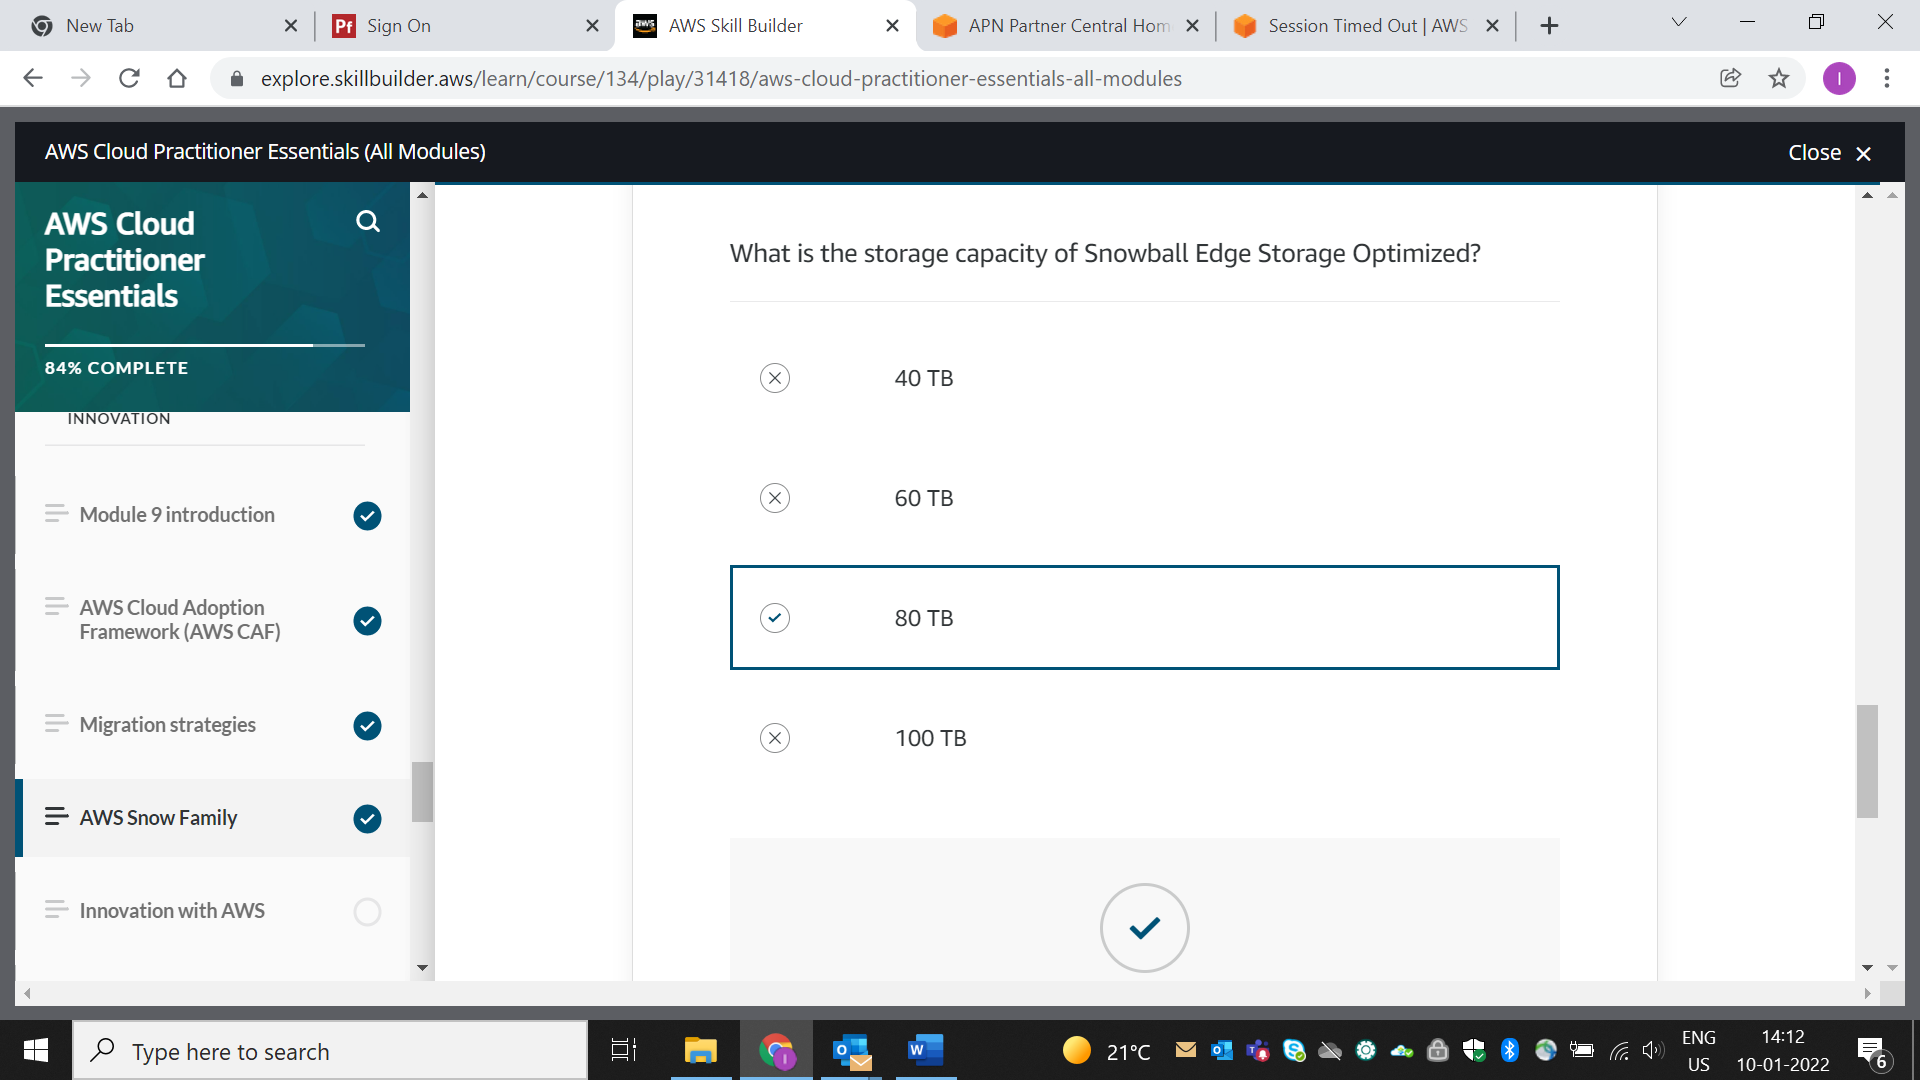 New Tab
Pf Sign On
aws AWS Skill Builder
APN Partner Central Hom
Session Timed Out | AWS
explore.skillbuilder.aws/learn/course/134/play/31418/aws-cloud-practitioner-essentials-all-modules
I
AWS Cloud Practitioner Essentials (All Modules)
Close
AWS Cloud
Practitioner
Essentials
84% COMPLETE
INNOVATION
Module 9 introduction
AWS Cloud Adoption
Framework (AWS CAF)
Migration strategies
AWS Snow Family
Innovation with AWS
What is the storage capacity of Snowball Edge Storage Optimized?
40 TB
60 TB
80 TB
100 TB
Type here to search
21°C
ENG
US
14:12
10-01-2022
6